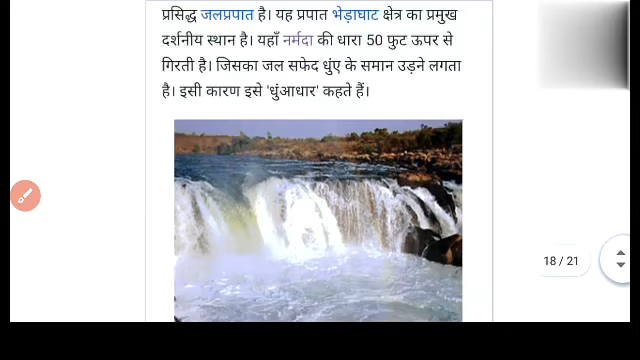 प्रसिद्ध जलप्रपात है। यह प्रपात भेड़ाघाट क्षेत्र का प्रमुख
दर्शनीय स्थान है। यहाँ नर्मदा की धारा 50 फुट ऊपर से
गिरती है। जिसका जल सफेद धुंए के समान उड़ने लगता
है। इसी कारण इसे 'धुंआधार' कहते हैं।
18 / 21